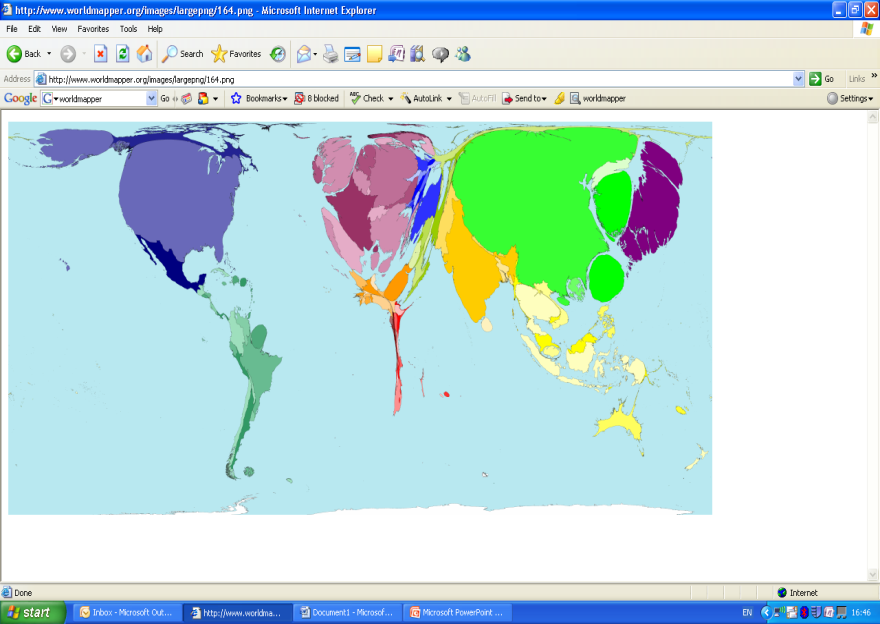 http://www.worldmapper.org/images/largepng/164.png - Microsoft Internet Explorer
File Edit View Favorites Tools Help
Back Search Favorites
Address http://www.worldmapper.org/images/largepng/164.png Go Links »
Google G worldmapper Go Bookmarks 8 blocked ABC Check AutoLink AutoFill Send to worldmapper Settings
Done Internet
start Inbox - Microsoft Out... http://www.worldma... Document1 - Microsof... Microsoft PowerPoint ... EN 16:46